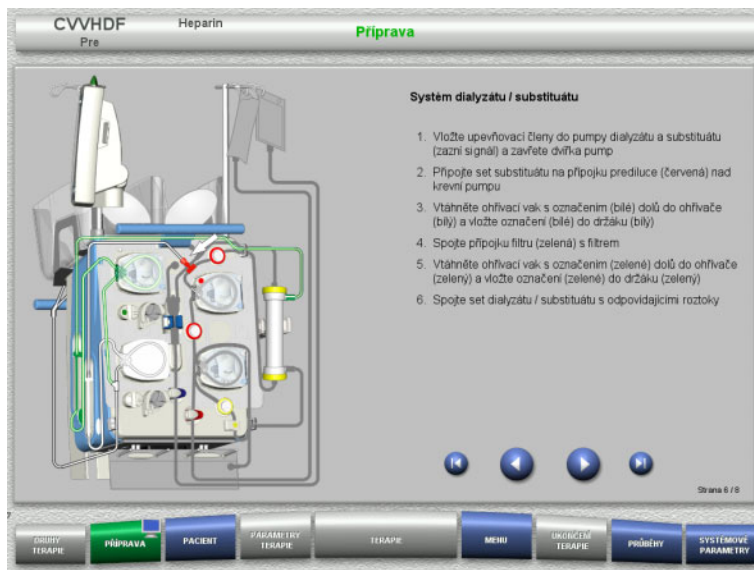 CVVHDF
Heparin
Pre
Příprava
Systém dialyzátu / substituátu
1. Vložte upevňovací členy do pumpy dialyzátu a substituátu
(zazní signál) a zavřete dvířka pump
2. Připojte set substituátu na přípojku prediluce (červená) nad
krevní pumpu
3. Vtáhněte ohřívací vak s označením (bílé) dolů do ohřívače
(bílý) a vložte označení (bílé) do držáku (bílý)
4. Spojte přípojku filtru (zelená) s filtrem
5. Vtáhněte ohřívací vak s označením (zelené) dolů do ohřívače
(zelený) a vložte označení (zelené) do držáku (zelený)
6. Spojte set dialyzátu / substituátu s odpovídajícími roztoky
Strana 6 / 8
DRUHY
TERAPIE
PŘÍPRAVA
PACIENT
PARAMETRY
TERAPIE
TERAPIE
MENU
UKONČENÍ
TERAPIE
PRŮBĚHY
SYSTÉMOVÉ
PARAMETRY